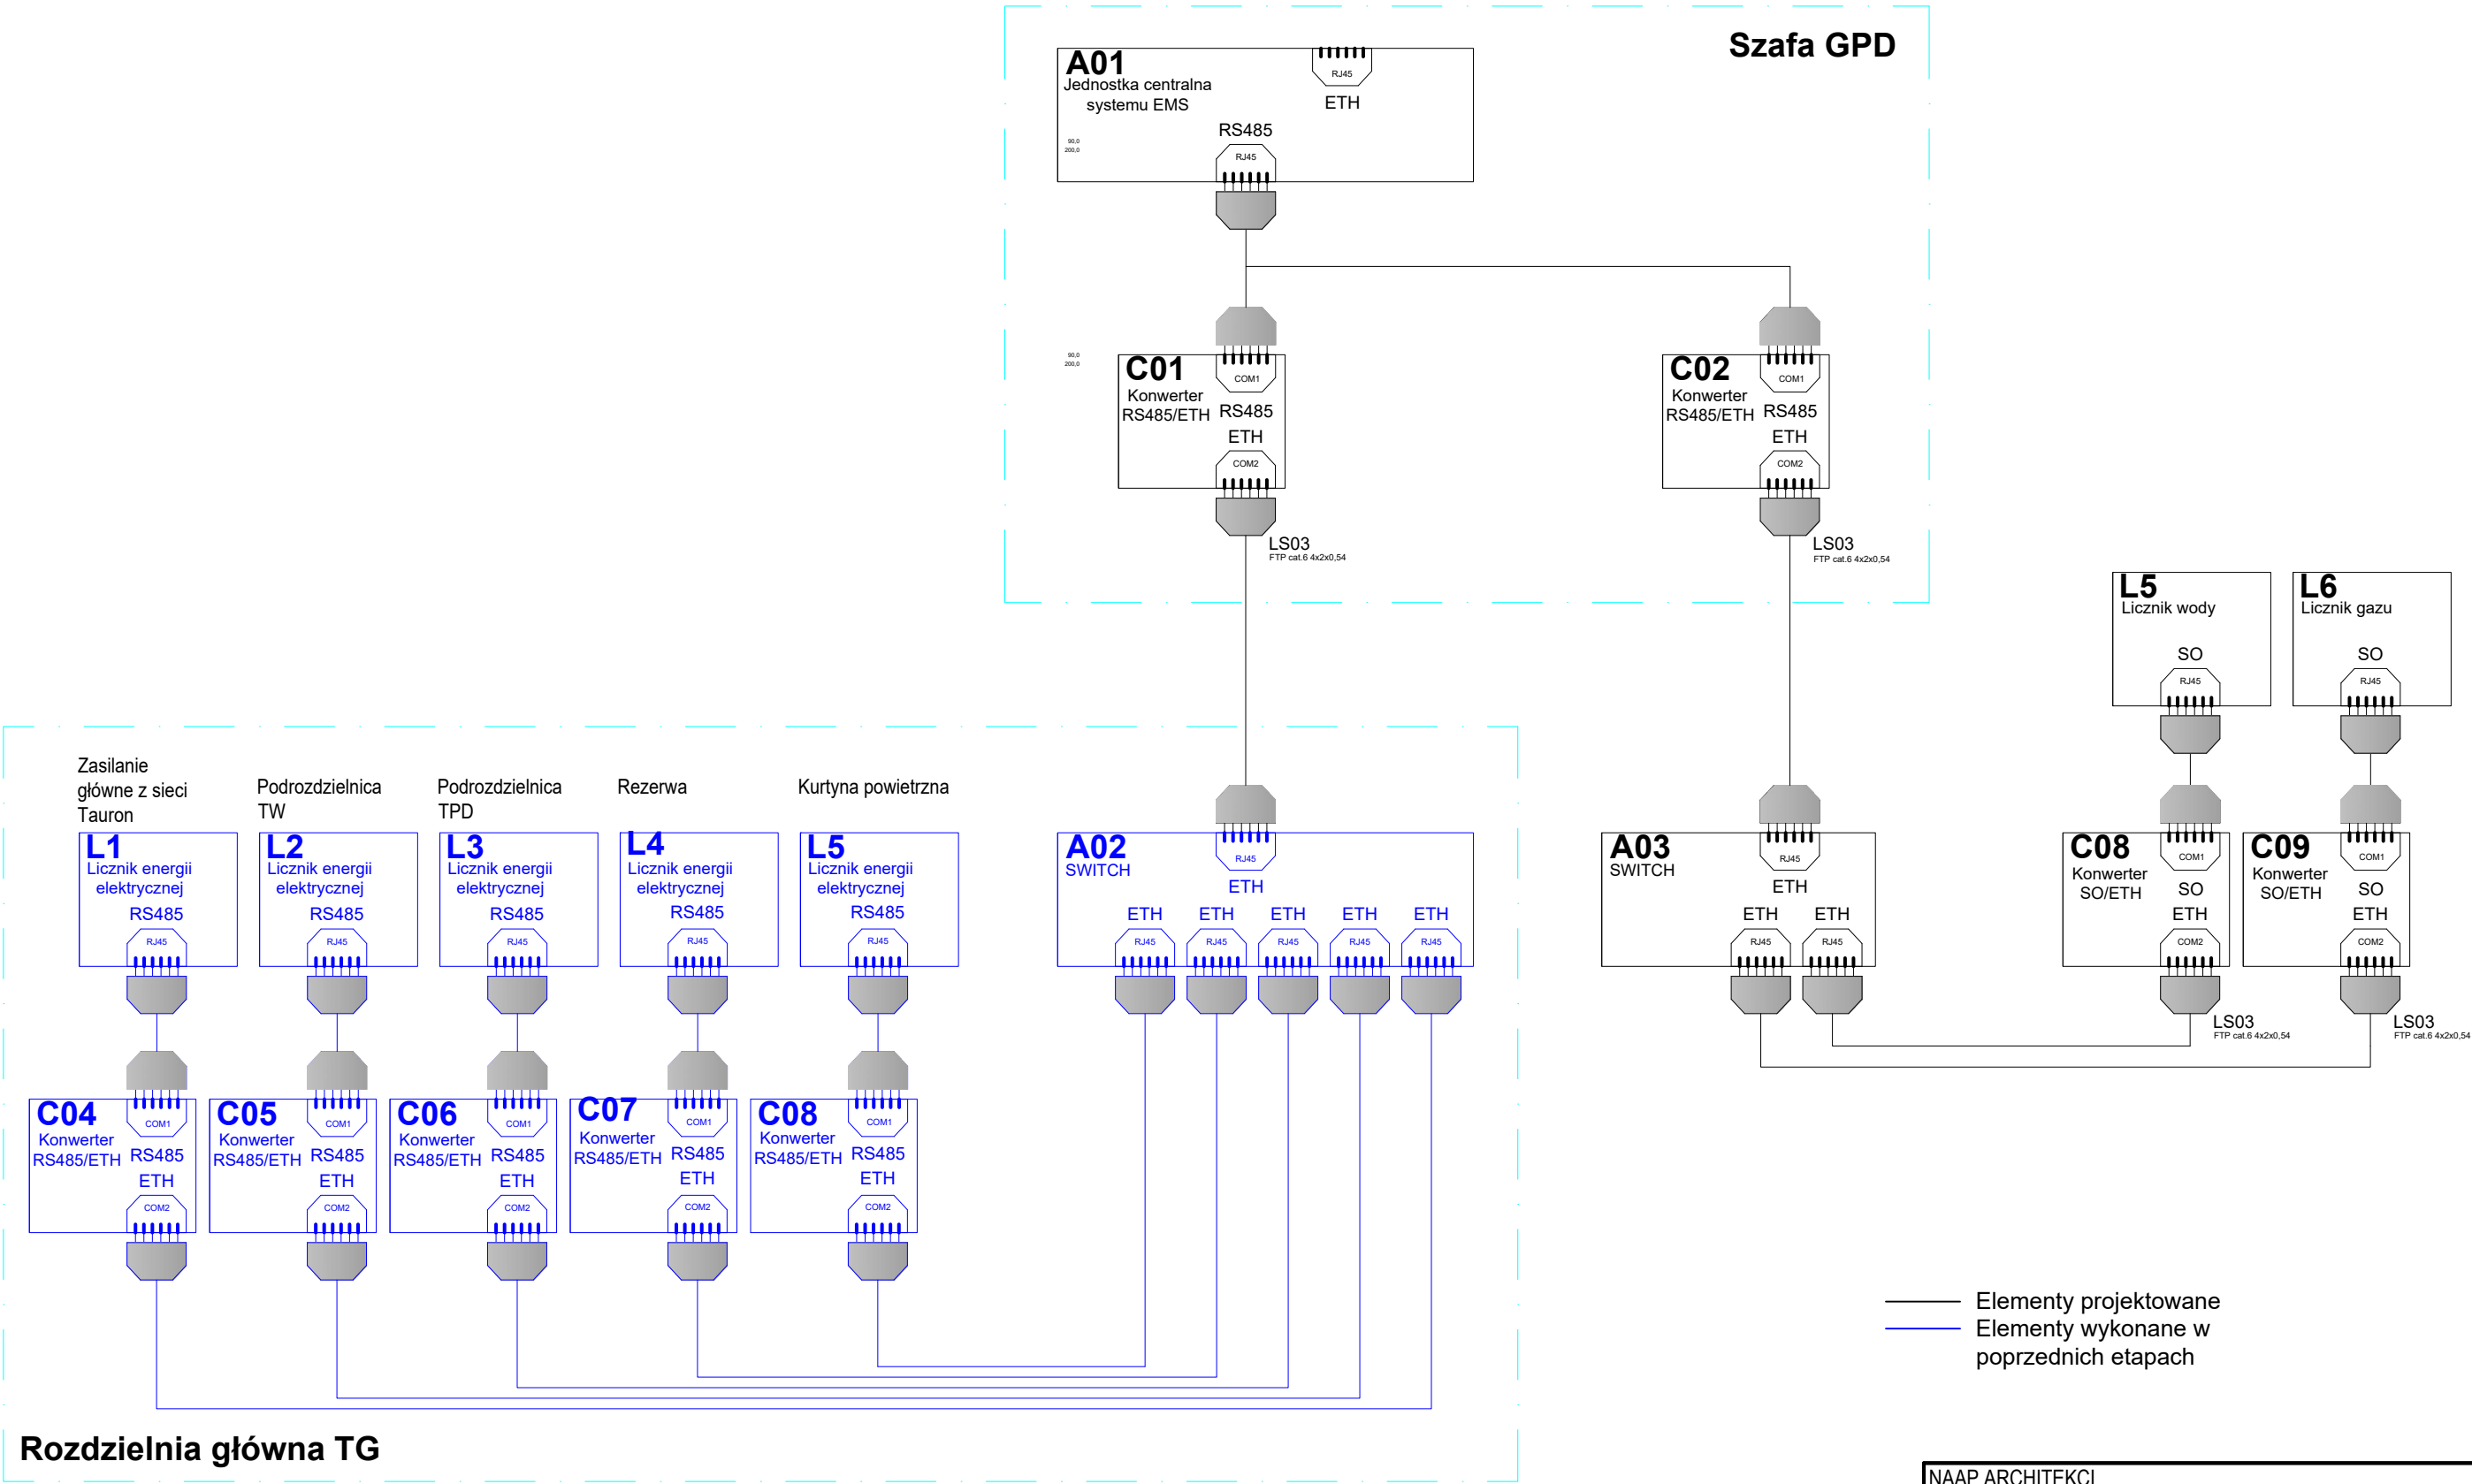 Szafa GPD
A01
Jednostka centralna
systemu EMS
RJ45
ETH
RS485
RJ45
90,0
200,0
90,0
200,0
C01
Konwerter
RS485/ETH
COM1
RS485
ETH
COM2
LS03
FTP cat.6 4x2x0,54
C02
Konwerter
RS485/ETH
COM1
RS485
ETH
COM2
LS03
FTP cat.6 4x2x0,54
L5
Licznik wody
SO
RJ45
L6
Licznik gazu
SO
RJ45
Zasilanie
główne z sieci
Tauron
Podrozdzielnica
TW
Podrozdzielnica
TPD
Rezerwa
Kurtyna powietrzna
L1
Licznik energii
elektrycznej
RS485
RJ45
L2
Licznik energii
elektrycznej
RS485
RJ45
L3
Licznik energii
elektrycznej
RS485
RJ45
L4
Licznik energii
elektrycznej
RS485
RJ45
L5
Licznik energii
elektrycznej
RS485
RJ45
A02
SWITCH
RJ45
ETH
ETH ETH ETH ETH ETH
RJ45 RJ45 RJ45 RJ45 RJ45
A03
SWITCH
RJ45
ETH
ETH ETH
RJ45 RJ45
C08
Konwerter
SO/ETH
COM1
SO
ETH
COM2
LS03
FTP cat.6 4x2x0,54
C09
Konwerter
SO/ETH
COM1
SO
ETH
COM2
LS03
FTP cat.6 4x2x0,54
C04
Konwerter
RS485/ETH
COM1
RS485
ETH
COM2
C05
Konwerter
RS485/ETH
COM1
RS485
ETH
COM2
C06
Konwerter
RS485/ETH
COM1
RS485
ETH
COM2
C07
Konwerter
RS485/ETH
COM1
RS485
ETH
COM2
C08
Konwerter
RS485/ETH
COM1
RS485
ETH
COM2
Elementy projektowane
Elementy wykonane w
poprzednich etapach
Rozdzielnia główna TG
NAAP ARCHITEKCI